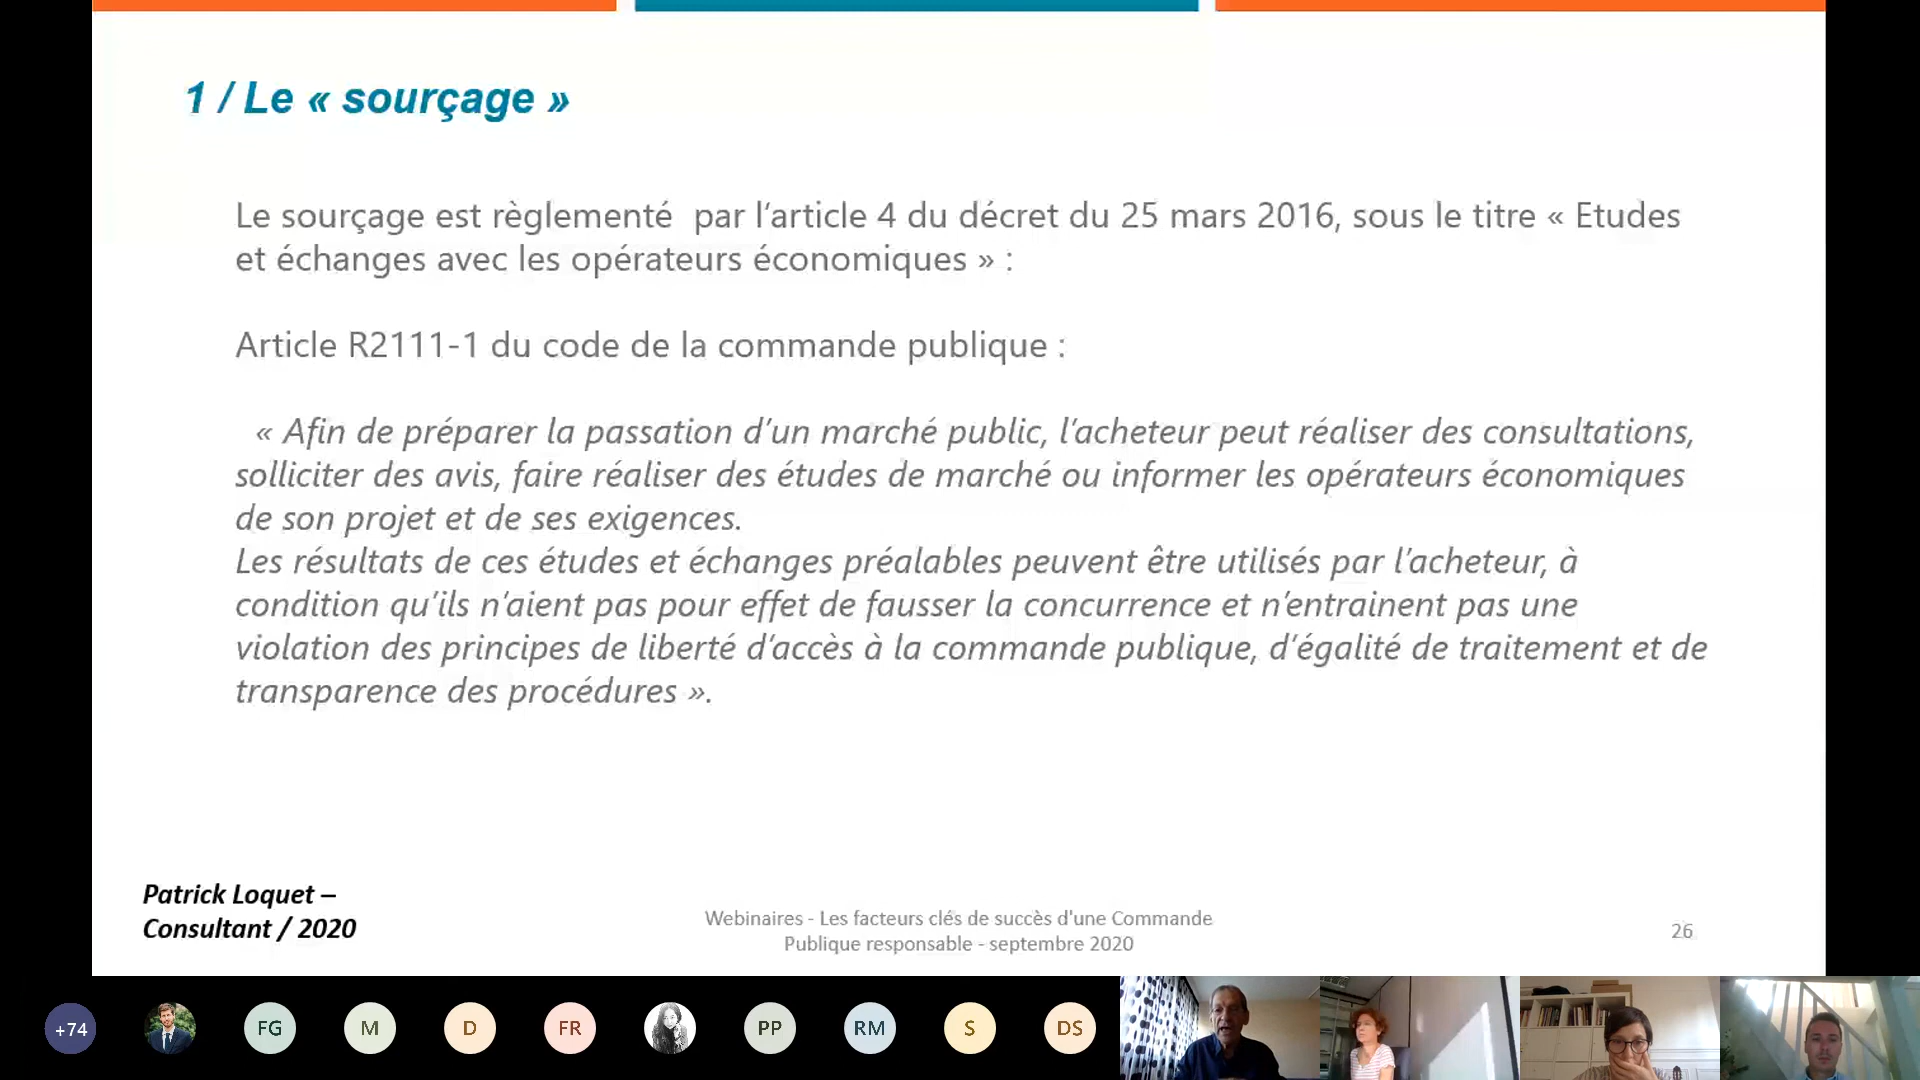 1 / Le « sourçage »
Le sourçage est règlementé  par l’article 4 du décret du 25 mars 2016, sous le titre « Etudes
et échanges avec les opérateurs économiques » :
Article R2111-1 du code de la commande publique :
« Afin de préparer la passation d’un marché public, l’acheteur peut réaliser des consultations,
solliciter des avis, faire réaliser des études de marché ou informer les opérateurs économiques
de son projet et de ses exigences.
Les résultats de ces études et échanges préalables peuvent être utilisés par l’acheteur, à
condition qu’ils n’aient pas pour effet de fausser la concurrence et n’entrainent pas une
violation des principes de liberté d’accès à la commande publique, d’égalité de traitement et de
transparence des procédures ».
Patrick Loquet –
Consultant / 2020
Webinaires - Les facteurs clés de succès d'une Commande
Publique responsable - septembre 2020
26
+74
FG
M
D
FR
PP
RM
S
DS